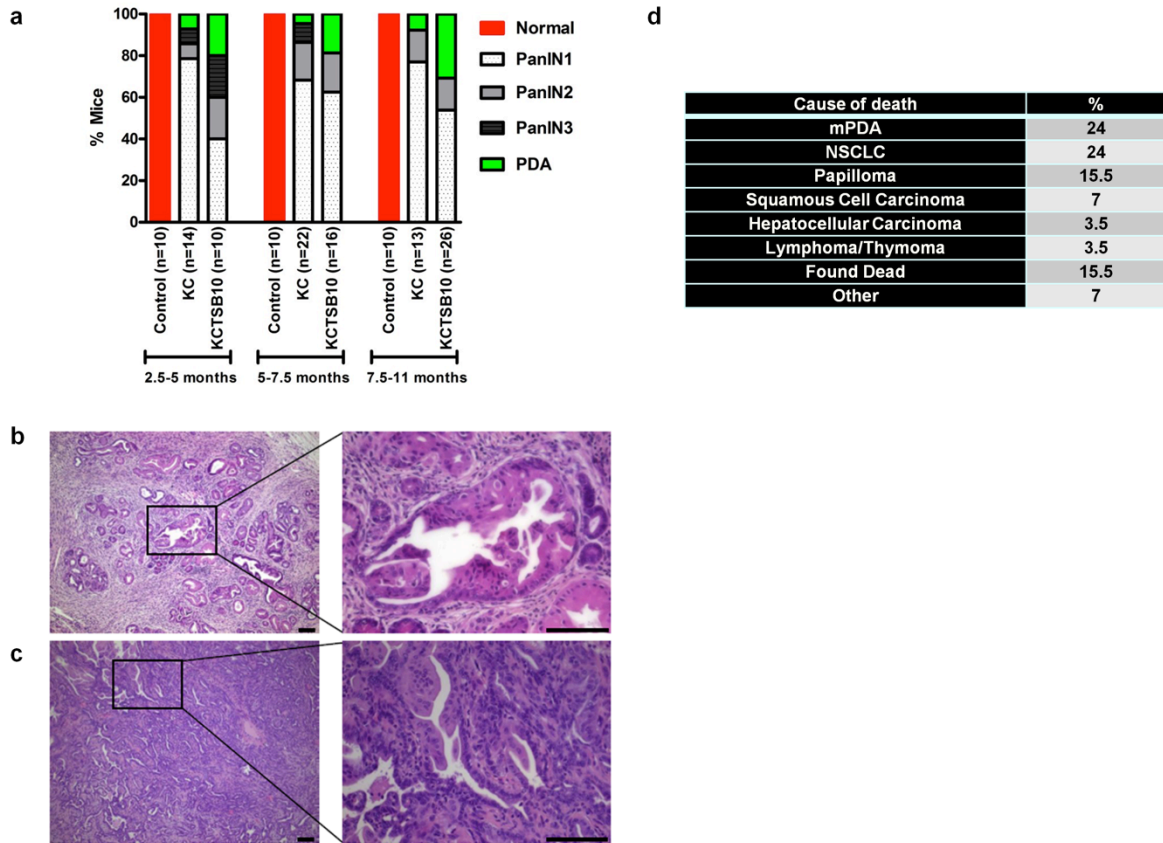 a
100
80
60
40
20
0
% Mice
Normal
PanIN1
PanIN2
PanIN3
PDA
Control (n=10)
KC (n=14)
KCTSB10 (n=10)
Control (n=10)
KC (n=22)
KCTSB10 (n=16)
Control (n=10)
KC (n=13)
KCTSB10 (n=26)
2.5-5 months
5-7.5 months
7.5-11 months
d
Cause of death %
mPDA 24
NSCLC 24
Papilloma 15.5
Squamous Cell Carcinoma 7
Hepatocellular Carcinoma 3.5
Lymphoma/Thymoma 3.5
Found Dead 15.5
Other 7
b
c